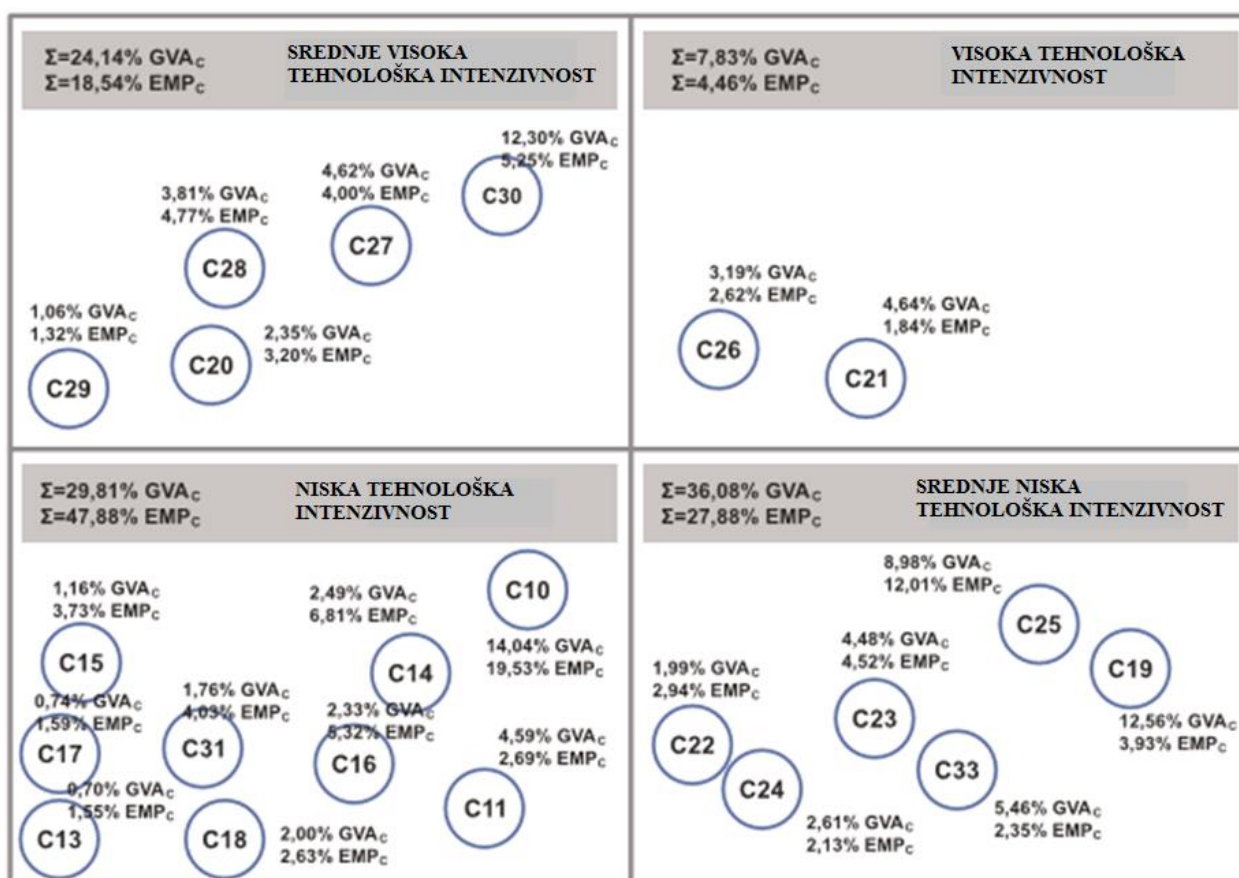 Σ=24,14% GVAc
Σ=18,54% EMPc
SREDNJE VISOKA
TEHNOLOŠKA INTENZIVNOST
12,30% GVAc
5,25% EMPc
C30
4,62% GVAc
4,00% EMPc
C27
3,81% GVAc
4,77% EMPc
C28
1,06% GVAc
1,32% EMPc
C29
2,35% GVAc
3,20% EMPc
C20
Σ=7,83% GVAc
Σ=4,46% EMPc
VISOKA TEHNOLOŠKA
INTENZIVNOST
3,19% GVAc
2,62% EMPc
C26
4,64% GVAc
1,84% EMPc
C21
Σ=29,81% GVAc
Σ=47,88% EMPc
NISKA TEHNOLOŠKA
INTENZIVNOST
C10
14,04% GVAc
19,53% EMPc
1,16% GVAc
3,73% EMPc
C15
2,49% GVAc
6,81% EMPc
C14
0,74% GVAc
1,59% EMPc
C17
1,76% GVAc
4,03% EMPc
C31
2,33% GVAc
5,32% EMPc
C16
4,59% GVAc
2,69% EMPc
C11
0,70% GVAc
1,55% EMPc
C13
C18
2,00% GVAc
2,63% EMPc
Σ=36,08% GVAc
Σ=27,88% EMPc
SREDNJE NISKA
TEHNOLOŠKA INTENZIVNOST
8,98% GVAc
12,01% EMPc
C25
C19
12,56% GVAc
3,93% EMPc
4,48% GVAc
4,52% EMPc
C23
1,99% GVAc
2,94% EMPc
C22
C24
2,61% GVAc
2,13% EMPc
C33
5,46% GVAc
2,35% EMPc